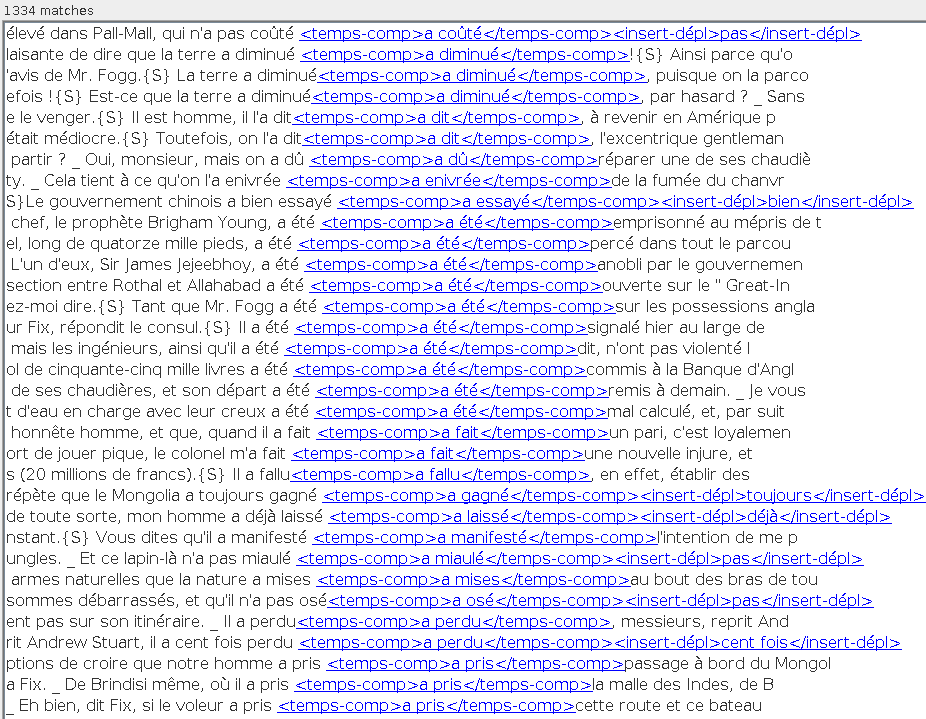 1334 matches
élevé dans Pall-Mall, qui n'a pas coûté <temps-comp>a coûté</temps-comp><insert-dépl>pas</insert-dépl>
laisante de dire que la terre a diminué <temps-comp>a diminué</temps-comp>!{S} Ainsi parce qu'o
'avis de Mr. Fogg.{S} La terre a diminué<temps-comp>a diminué</temps-comp>, puisque on la parco
efois !{S} Est-ce que la terre a diminué<temps-comp>a diminué</temps-comp>, par hasard ? _ Sans
e le venger.{S} Il est homme, il l'a dit<temps-comp>a dit</temps-comp>, à revenir en Amérique p
était médiocre.{S} Toutefois, on l'a dit<temps-comp>a dit</temps-comp>, l'excentrique gentleman
partir ? _ Oui, monsieur, mais on a dû <temps-comp>a dû</temps-comp>réparer une de ses chaudiè
ty. _ Cela tient à ce qu'on l'a enivrée <temps-comp>a enivrée</temps-comp>de la fumée du chanvr
S}Le gouvernement chinois a bien essayé <temps-comp>a essayé</temps-comp><insert-dépl>bien</insert-dépl>
chef, le prophète Brigham Young, a été <temps-comp>a été</temps-comp>emprisonné au mépris de t
el, long de quatorze mille pieds, a été <temps-comp>a été</temps-comp>percé dans tout le parcou
L'un d'eux, Sir James Jejeebhoy, a été <temps-comp>a été</temps-comp>anobli par le gouvernemen
section entre Rothal et Allahabad a été <temps-comp>a été</temps-comp>ouverte sur le " Great-In
ez-moi dire.{S} Tant que Mr. Fogg a été <temps-comp>a été</temps-comp>sur les possessions angla
ur Fix, répondit le consul.{S} Il a été <temps-comp>a été</temps-comp>signalé hier au large de
mais les ingénieurs, ainsi qu'il a été <temps-comp>a été</temps-comp>dit, n'ont pas violenté l
ol de cinquante-cinq mille livres a été <temps-comp>a été</temps-comp>commis à la Banque d'Angl
de ses chaudières, et son départ a été <temps-comp>a été</temps-comp>remis à demain. _ Je vous
t d'eau en charge avec leur creux a été <temps-comp>a été</temps-comp>mal calculé, et, par suit
honnête homme, et que, quand il a fait <temps-comp>a fait</temps-comp>un pari, c'est loyalemen
ort de jouer pique, le colonel m'a fait <temps-comp>a fait</temps-comp>une nouvelle injure, et
s (20 millions de francs).{S} Il a fallu<temps-comp>a fallu</temps-comp>, en effet, établir des
répète que le Mongolia a toujours gagné <temps-comp>a gagné</temps-comp><insert-dépl>toujours</insert-dépl>
de toute sorte, mon homme a déjà laissé <temps-comp>a laissé</temps-comp><insert-dépl>déjà</insert-dépl>
nstant.{S} Vous dites qu'il a manifesté <temps-comp>a manifesté</temps-comp>l'intention de me p
ungles. _ Et ce lapin-là n'a pas miaulé <temps-comp>a miaulé</temps-comp><insert-dépl>pas</insert-dépl>
armes naturelles que la nature a mises <temps-comp>a mises</temps-comp>au bout des bras de tou
sommes débarrassés, et qu'il n'a pas osé<temps-comp>a osé</temps-comp><insert-dépl>pas</insert-dépl>
ent pas sur son itinéraire. _ Il a perdu<temps-comp>a perdu</temps-comp>, messieurs, reprit And
rit Andrew Stuart, il a cent fois perdu <temps-comp>a perdu</temps-comp><insert-dépl>cent fois</insert-dépl>
ptions de croire que notre homme a pris <temps-comp>a pris</temps-comp>passage à bord du Mongol
a Fix. _ De Brindisi même, où il a pris <temps-comp>a pris</temps-comp>la malle des Indes, de B
_ Eh bien, dit Fix, si le voleur a pris <temps-comp>a pris</temps-comp>cette route et ce bateau